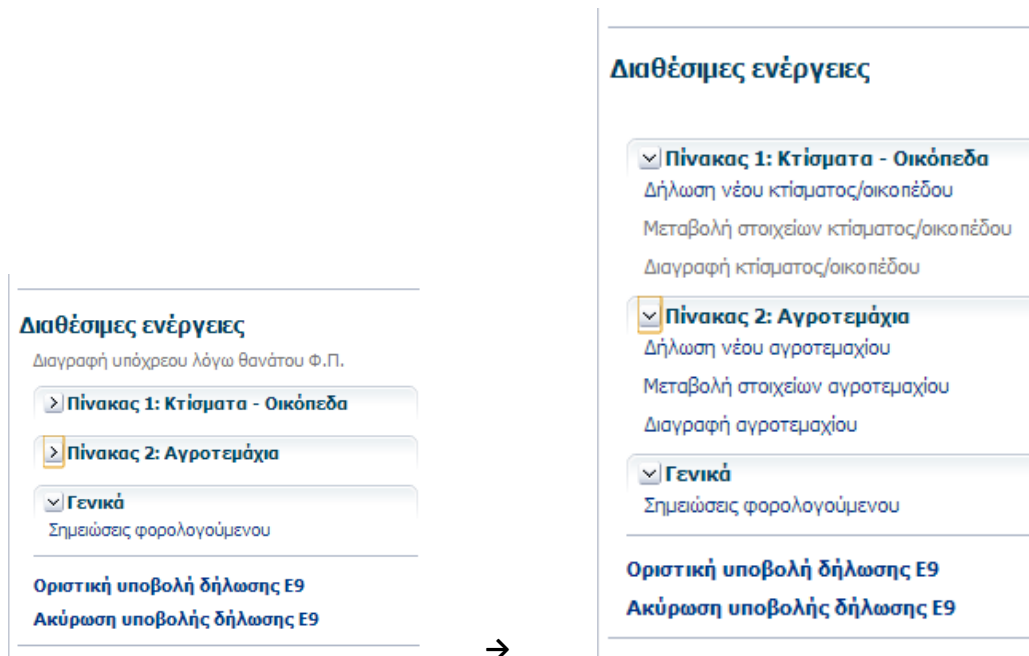 Διαθέσιμες ενέργειες
Διαγραφή υπόχρεου λόγω θανάτου Φ.Π.
Πίνακας 1: Κτίσματα - Οικόπεδα
Πίνακας 2: Αγροτεμάχια
Γενικά
Σημειώσεις φορολογούμενου
Οριστική υποβολή δήλωσης Ε9
Ακύρωση υποβολής δήλωσης Ε9
→
Διαθέσιμες ενέργειες
Πίνακας 1: Κτίσματα - Οικόπεδα
Δήλωση νέου κτίσματος/οικοπέδου
Μεταβολή στοιχείων κτίσματος/οικοπέδου
Διαγραφή κτίσματος/οικοπέδου
Πίνακας 2: Αγροτεμάχια
Δήλωση νέου αγροτεμαχίου
Μεταβολή στοιχείων αγροτεμαχίου
Διαγραφή αγροτεμαχίου
Γενικά
Σημειώσεις φορολογούμενου
Οριστική υποβολή δήλωσης Ε9
Ακύρωση υποβολής δήλωσης Ε9